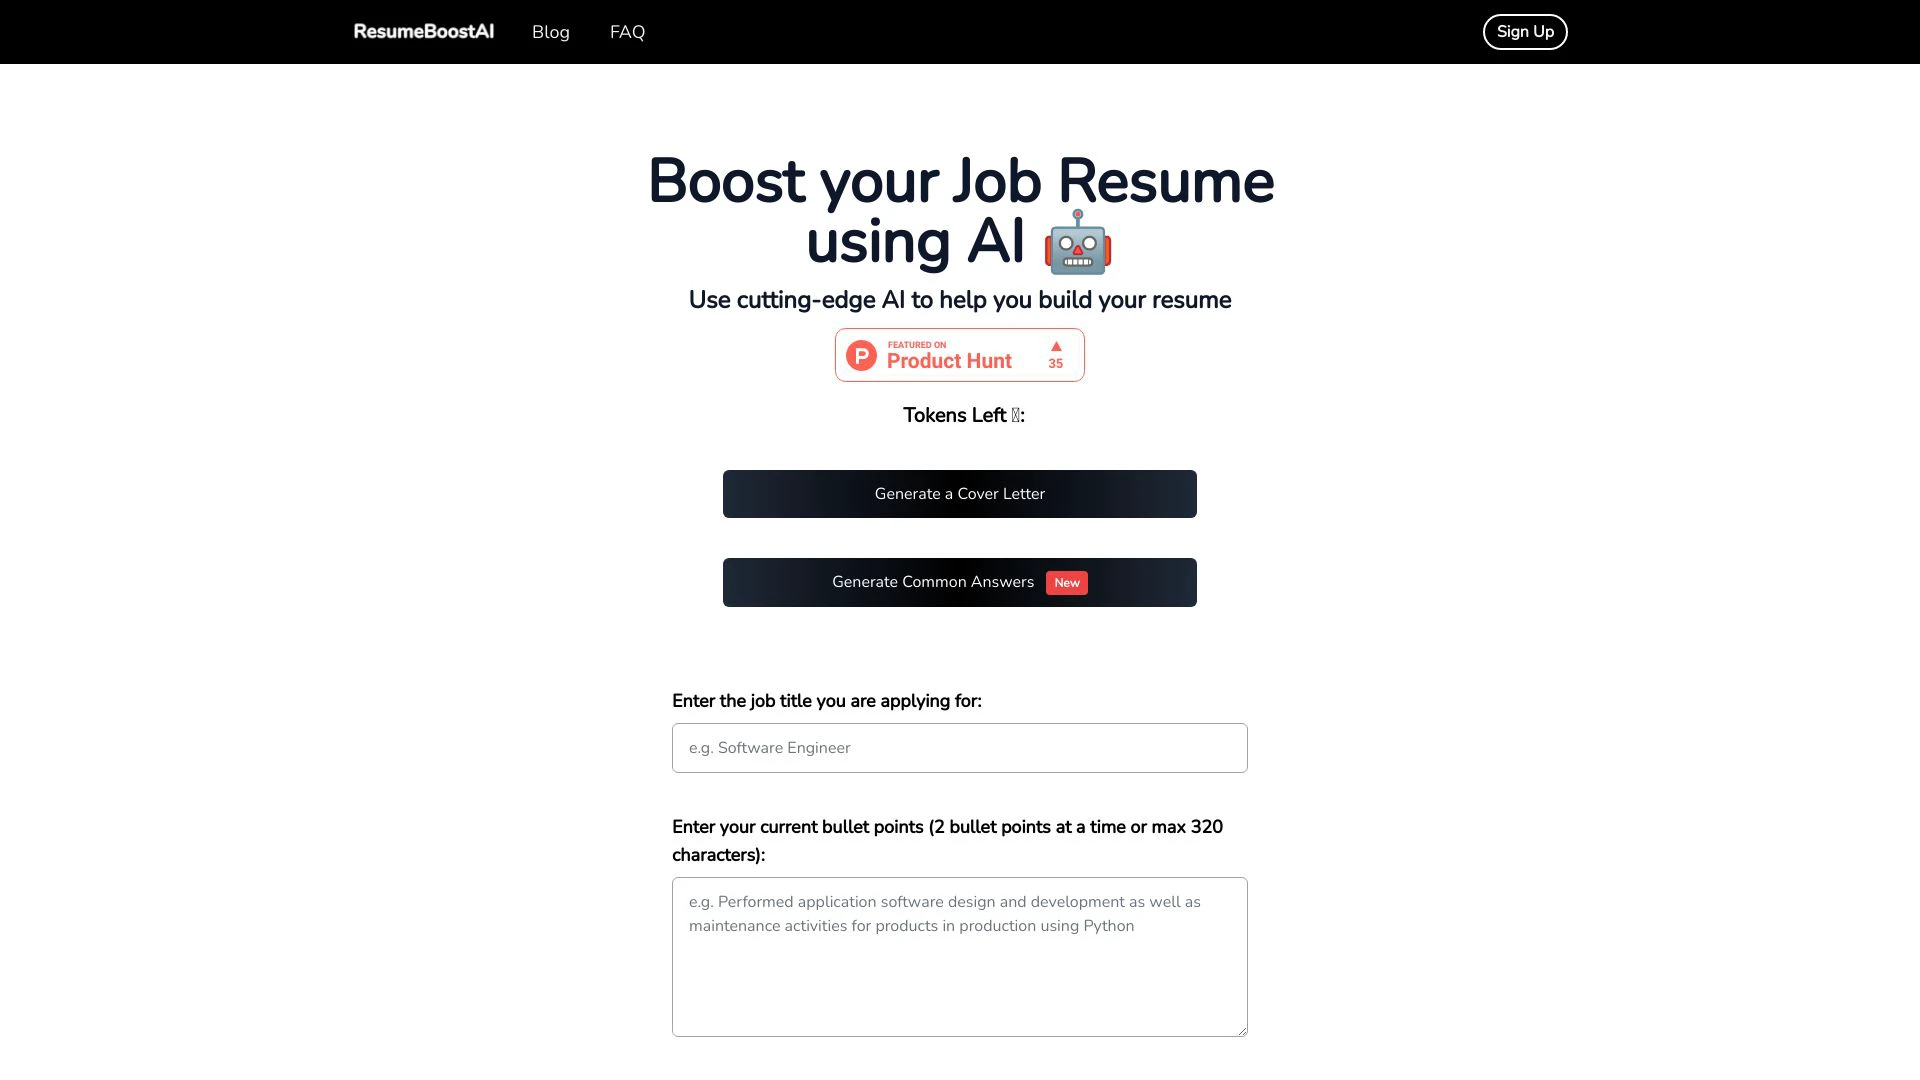 ResumeBoostAI Blog FAQ Sign Up
Boost your Job Resume
using AI 🤖
Use cutting-edge AI to help you build your resume
FEATURED ON
Product Hunt
35
Tokens Left :
Generate a Cover Letter
Generate Common Answers New
Enter the job title you are applying for:
e.g. Software Engineer
Enter your current bullet points (2 bullet points at a time or max 320
characters):
e.g. Performed application software design and development as well as
maintenance activities for products in production using Python